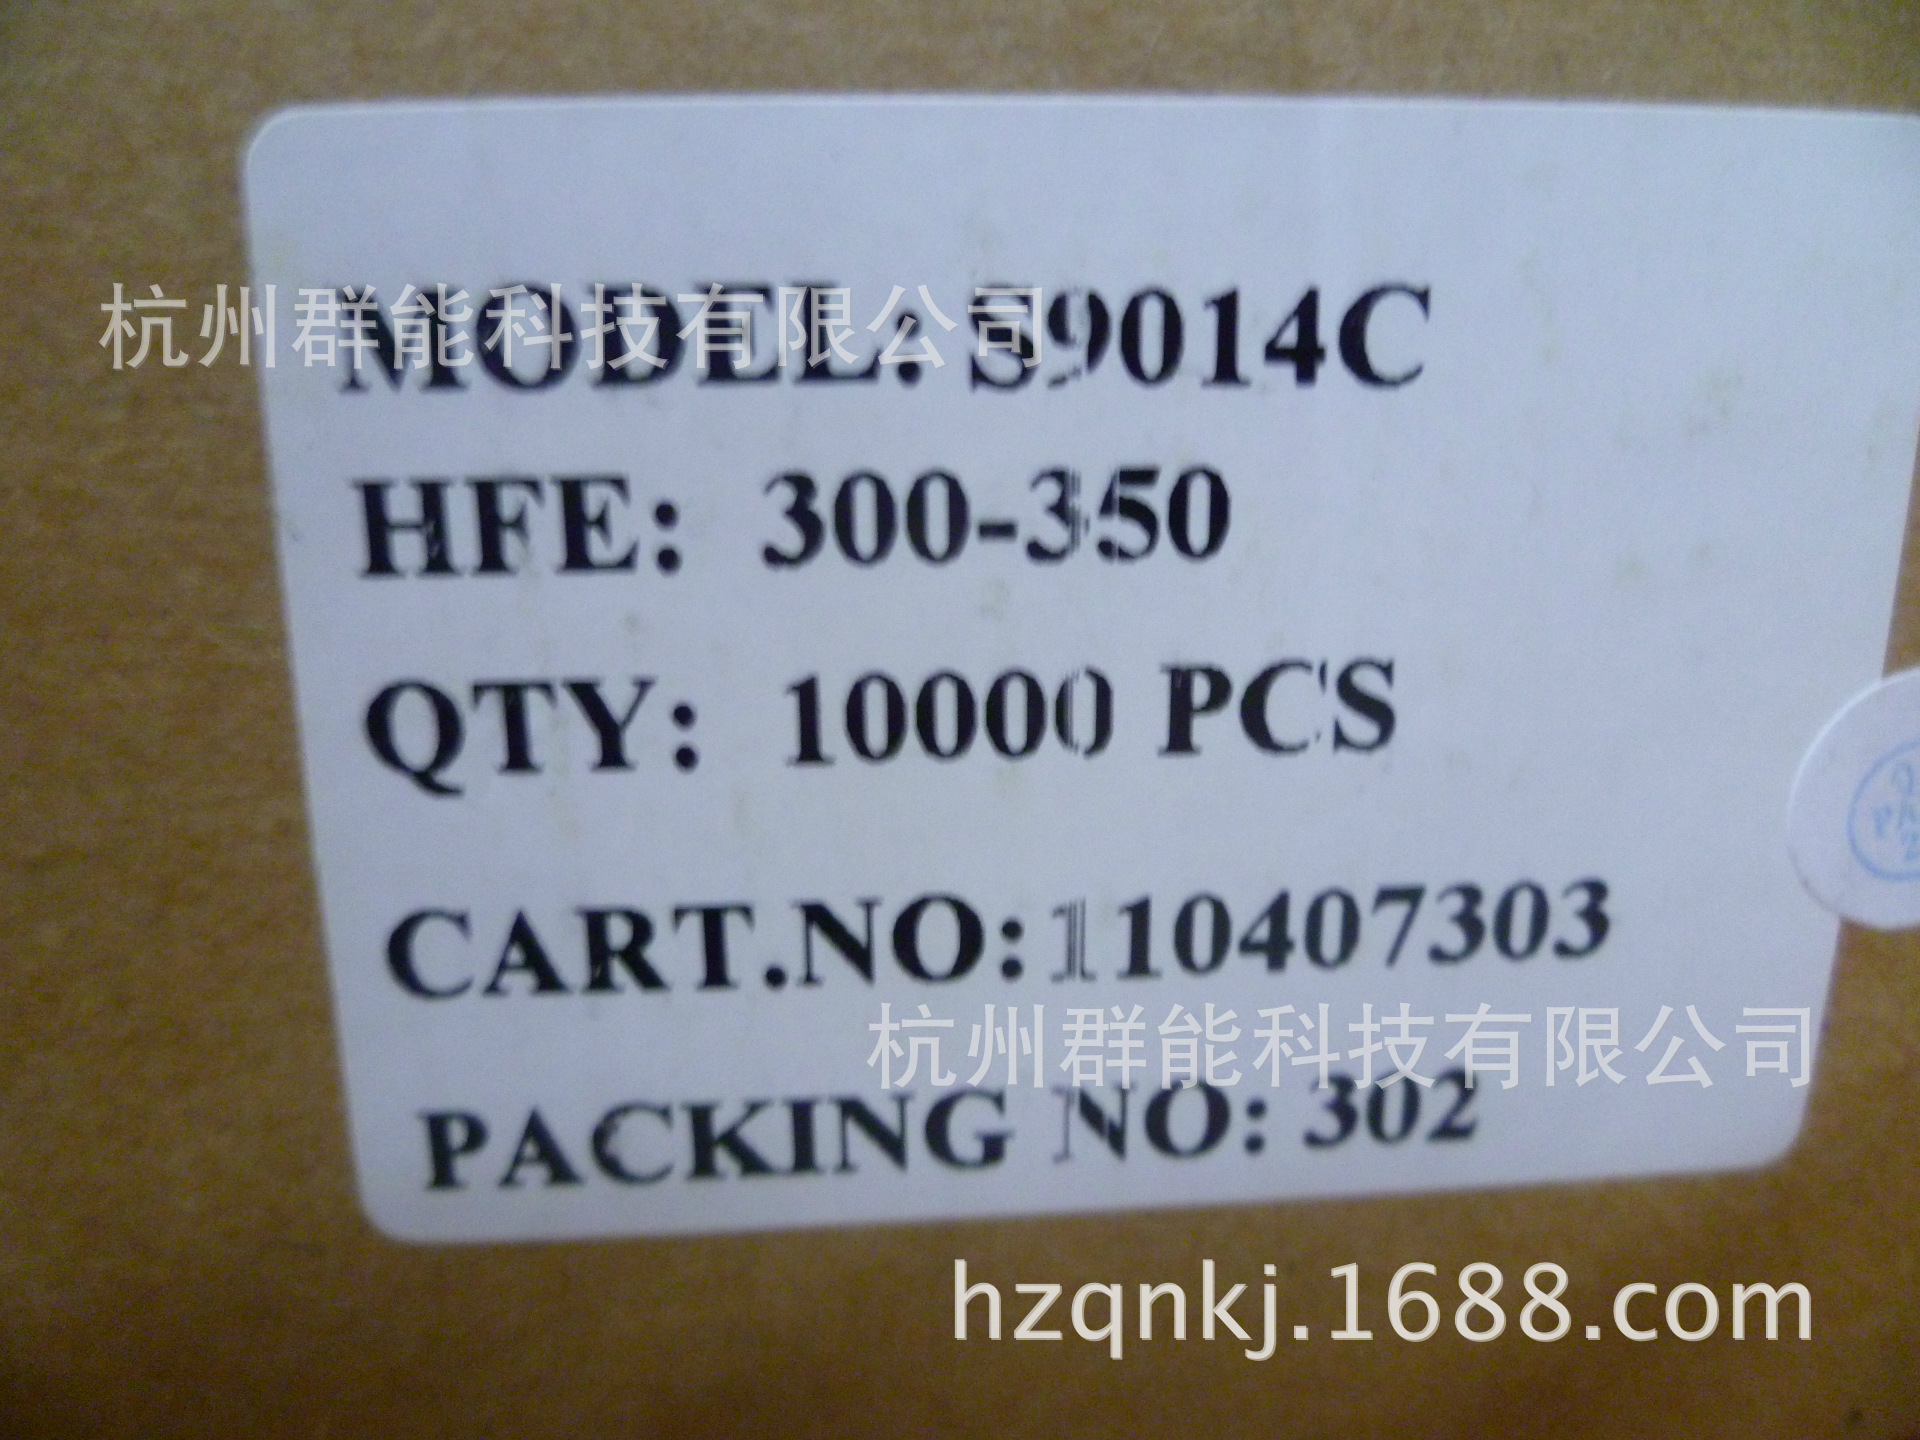 杭州群能科技有限公司
MODEL: S9014C
HFE: 300-350
QTY: 10000 PCS
CART.NO:110407303
杭州群能科技有限公司
PACKING NO: 302
hzqnkj.1688.com